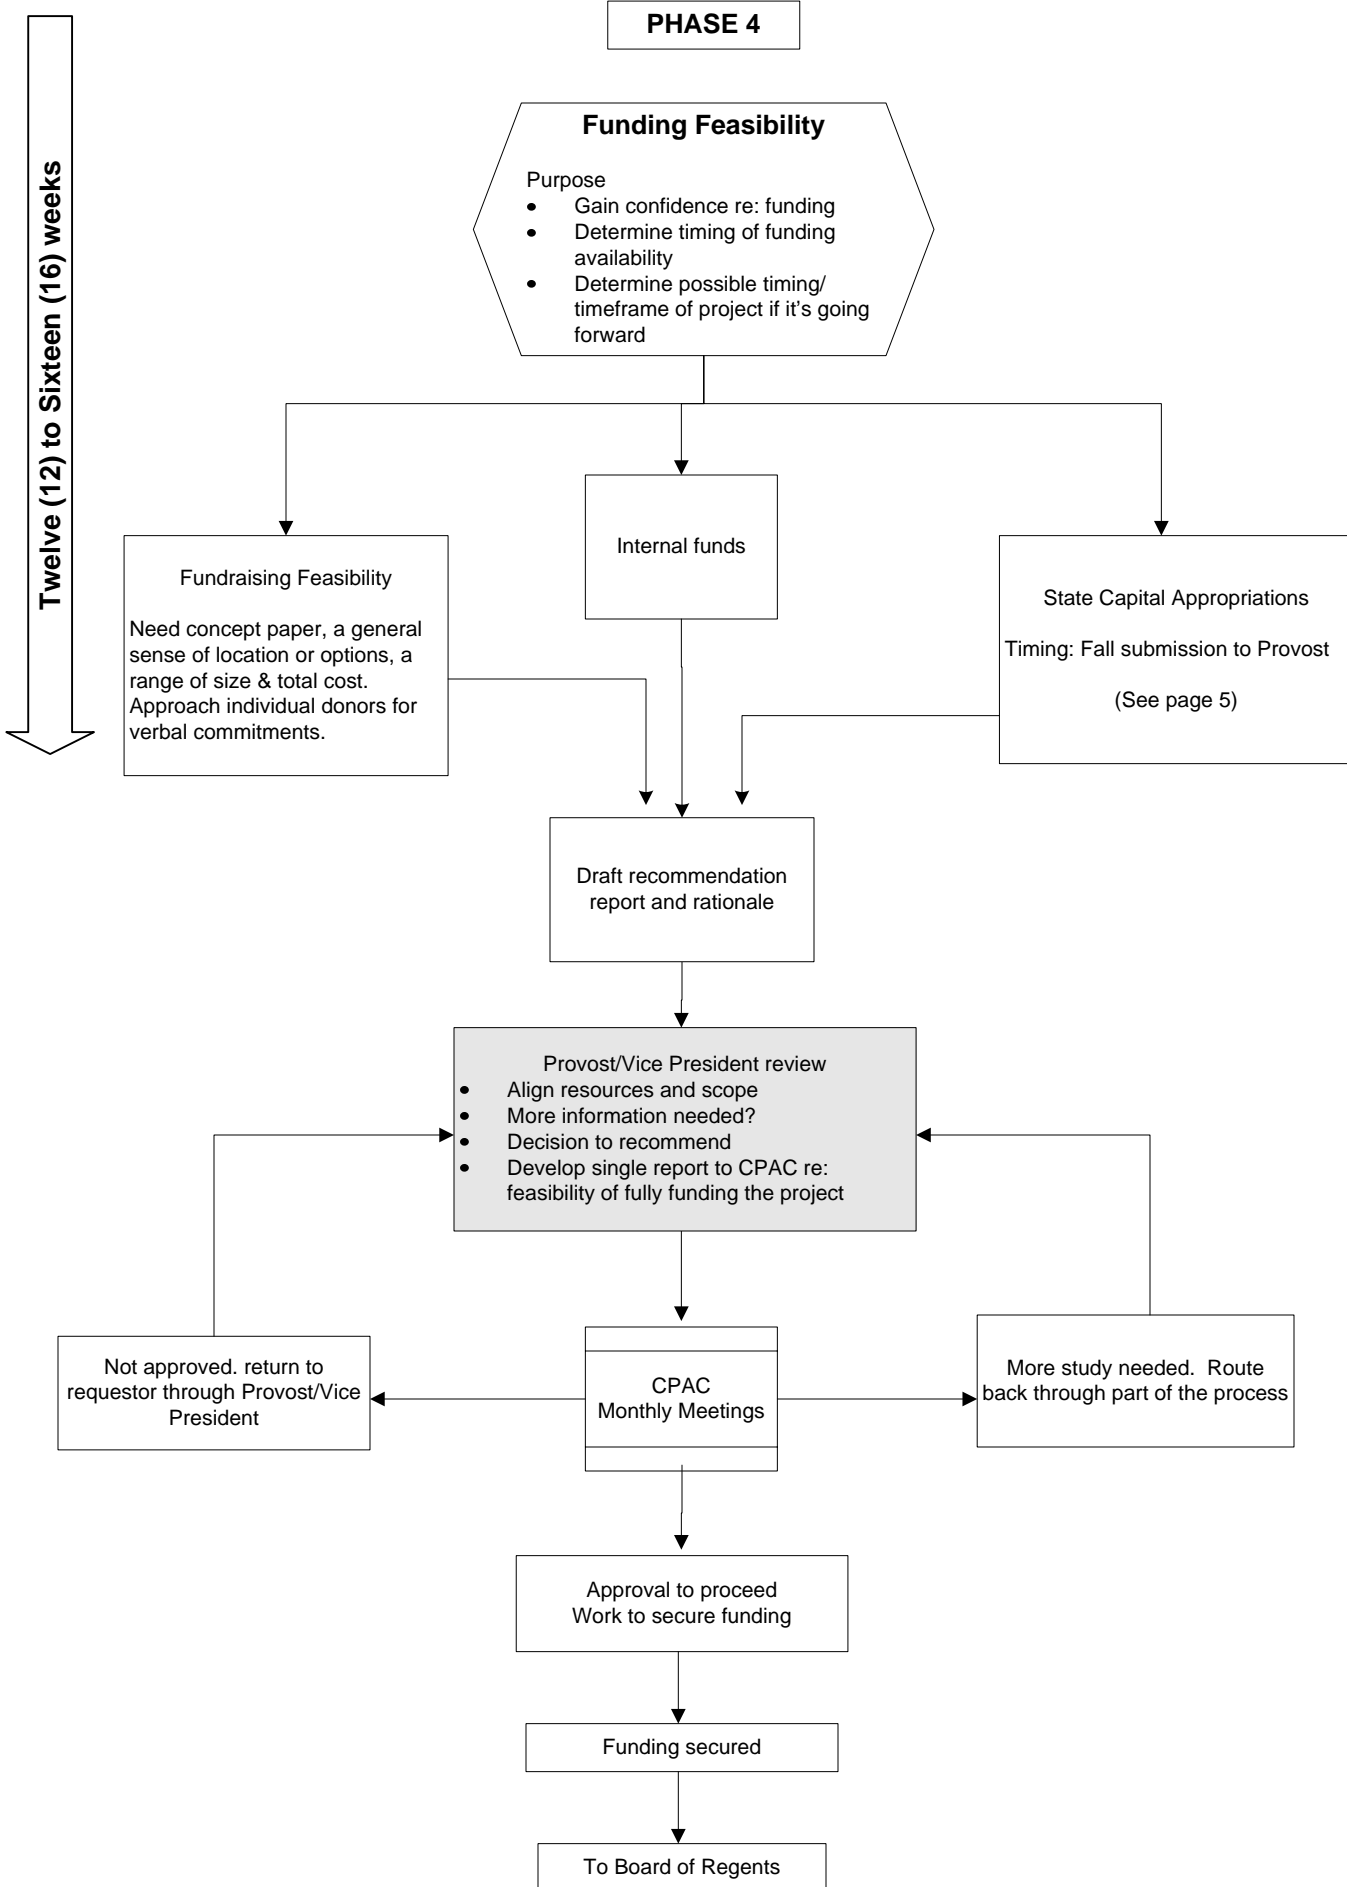 PHASE 4
Twelve (12) to Sixteen (16) weeks
Funding Feasibility
Purpose
• Gain confidence re: funding
• Determine timing of funding
availability
• Determine possible timing/
timeframe of project if it's going
forward
Fundraising Feasibility
Need concept paper, a general
sense of location or options, a
range of size & total cost.
Approach individual donors for
verbal commitments.
Internal funds
State Capital Appropriations
Timing: Fall submission to Provost
(See page 5)
Draft recommendation
report and rationale
Provost/Vice President review
• Align resources and scope
• More information needed?
• Decision to recommend
• Develop single report to CPAC re:
feasibility of fully funding the project
Not approved. return to
requestor through Provost/Vice
President
CPAC
Monthly Meetings
More study needed.  Route
back through part of the process
Approval to proceed
Work to secure funding
Funding secured
To Board of Regents